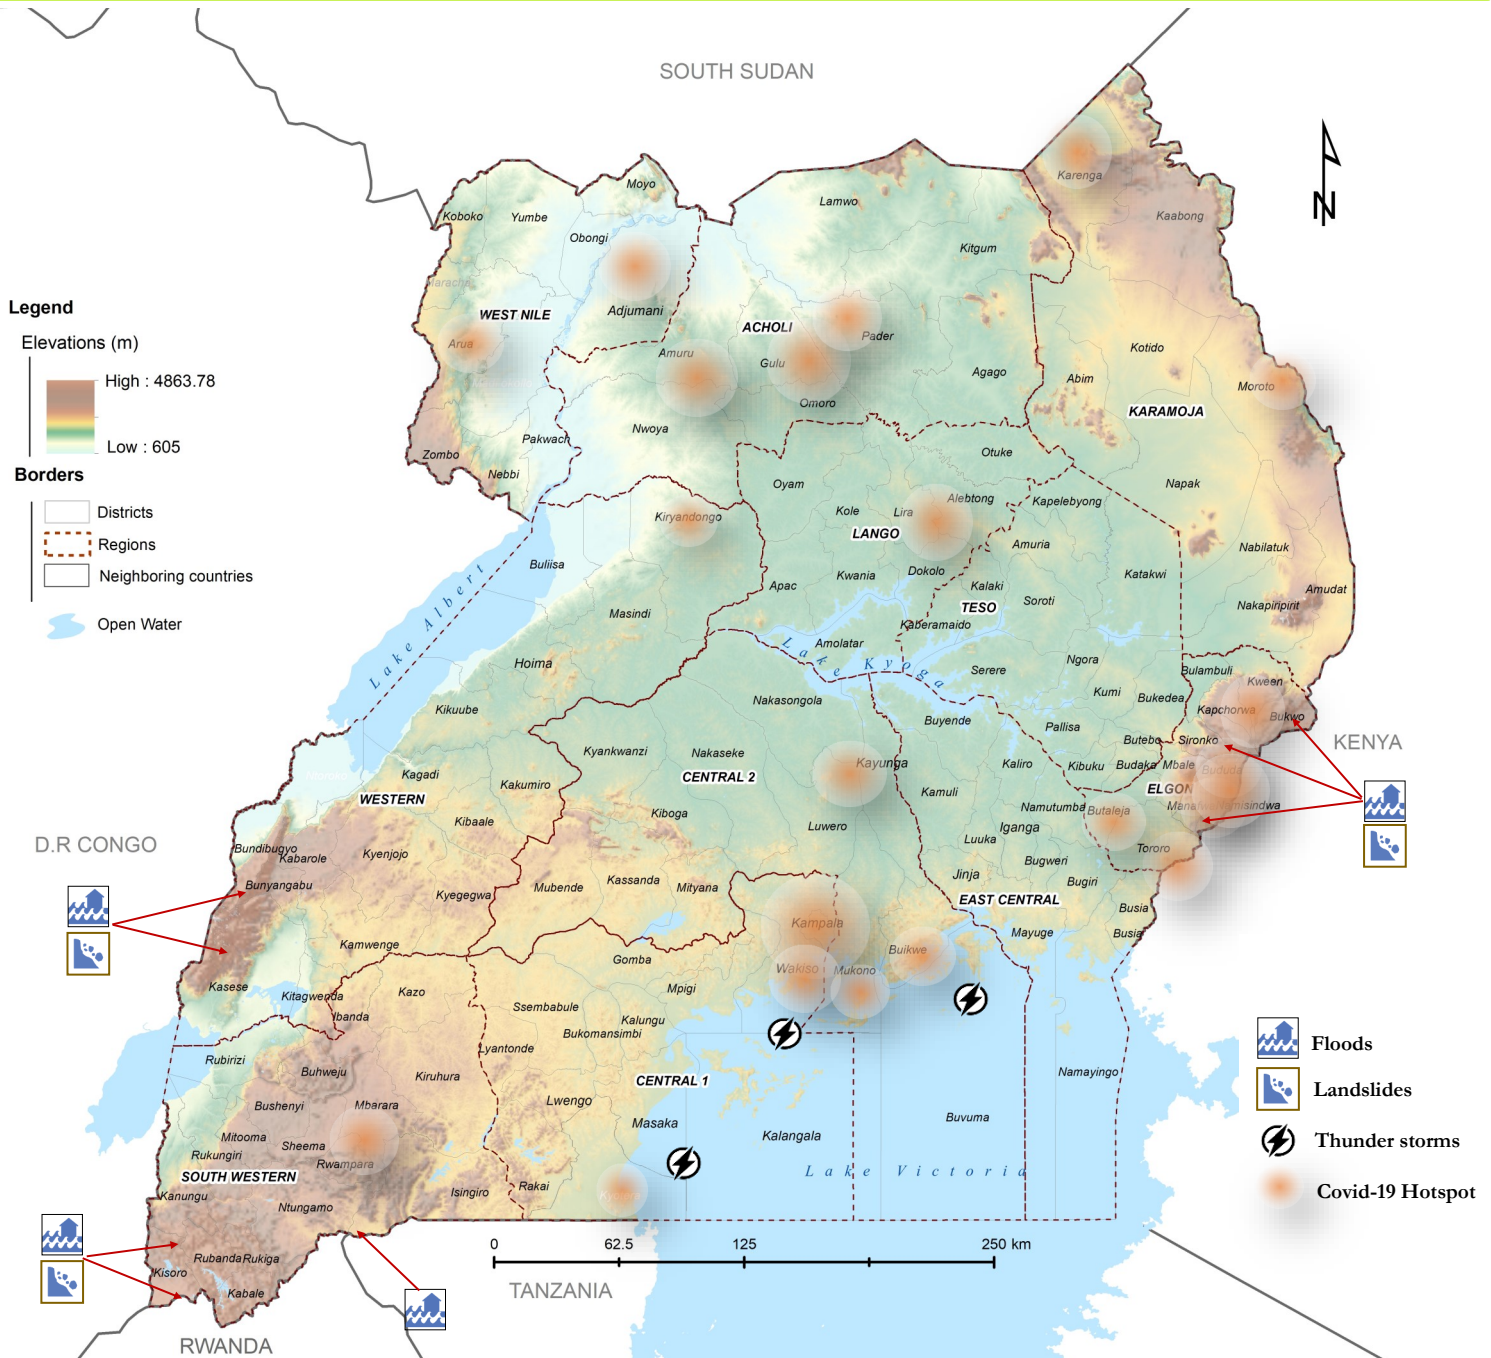 SOUTH SUDAN
N
Moyo
Koboko
Yumbe
Obongi
Lamwo
Karenga
Kaabong
Kitgum
Maracha
WEST NILE
Adjumani
ACHOLI
Pader
Arua
Amuru
Gulu
Kotido
Agago
Abim
Moroto
Omoro
KARAMOJA
Nwoya
Pakwach
Zombo
Nebbi
Otuke
Oyam
Napak
Alebtong
Kapelebyong
Kole
Lira
Kiryandongo
LANGO
Amuria
Nabilatuk
Buliisa
Apac
Kwania
Dokolo
Kalaki
Katakwi
Amudat
Masindi
TESO
Soroti
Nakapiripirit
Kaberamaido
Lake Albert
Amolatar
Lake Kyoga
Hoima
Serere
Ngora
Bulambuli
Kween
Nakasongola
Kumi
Bukedea
Kikuube
Kapchorwa
Bukwo
Buyende
Pallisa
Butebo
Sironko
KENYA
Kyankwanzi
Nakaseke
Kayunga
Kaliro
Kibuku
Budaka
Mbale
Bududa
Kagadi
CENTRAL 2
Kakumiro
Kamuli
ELGON
WESTERN
Namutumba
Butaleja
Manafwa
Namisindwa
Kiboga
Kibaale
Luwero
Iganga
Luuka
D.R CONGO
Bundibugyo
Kabarole
Kyenjojo
Tororo
Bugweri
Bunyangabu
Kyegegwa
Mubende
Kassanda
Mityana
Jinja
Bugiri
EAST CENTRAL
Busia
Kampala
Mayuge
Busia
Kamwenge
Gomba
Buikwe
Wakiso
Mukono
Kasese
Kitagwenda
Kazo
Mpigi
Ssembabule
Ibanda
Kalungu
Bukomansimbi
Lyantonde
Rubirizi
Buhweju
Kiruhura
CENTRAL 1
Namayingo
Bushenyi
Mbarara
Lwengo
Masaka
Buvuma
Mitooma
Sheema
Kalangala
Rukungiri
Rwampara
Lake Victoria
SOUTH WESTERN
Kanungu
Isingiro
Rakai
Kyotera
Ntungamo
Rubanda
Rukiga
Kisoro
Kabale
0 62.5 125 250 km
TANZANIA
RWANDA
Legend
Elevations (m)
High : 4863.78
Low : 605
Borders
Districts
Regions
Neighboring countries
Open Water
Floods
Landslides
Thunder storms
Covid-19 Hotspot